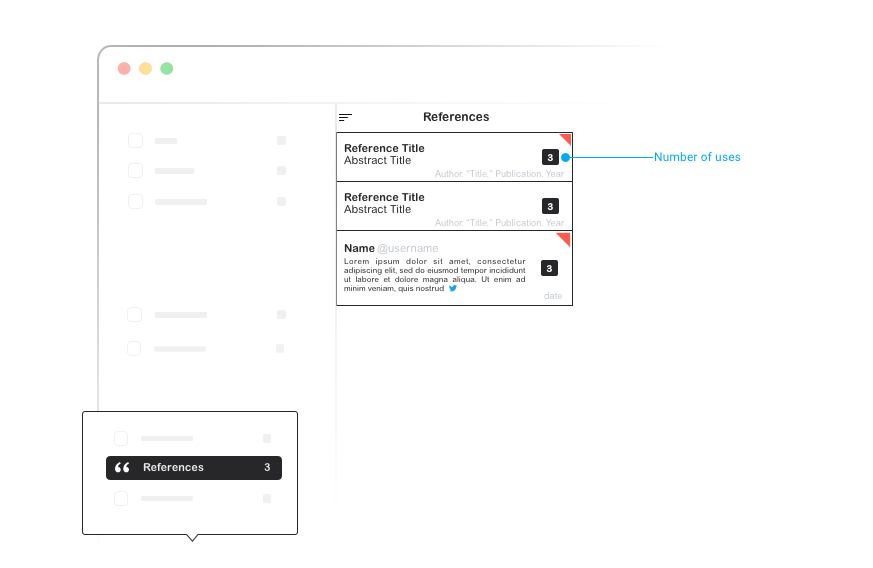 References
Reference Title
Abstract Title
3
Number of uses
Author. “Title,” Publication. Year
Reference Title
Abstract Title
3
Author. “Title,” Publication. Year
Name @username
Lorem ipsum dolor sit amet, consectetur
adipiscing elit, sed do eiusmod tempor incididunt
ut labore et dolore magna aliqua. Ut enim ad
minim veniam, quis nostrud
3
date
References 3